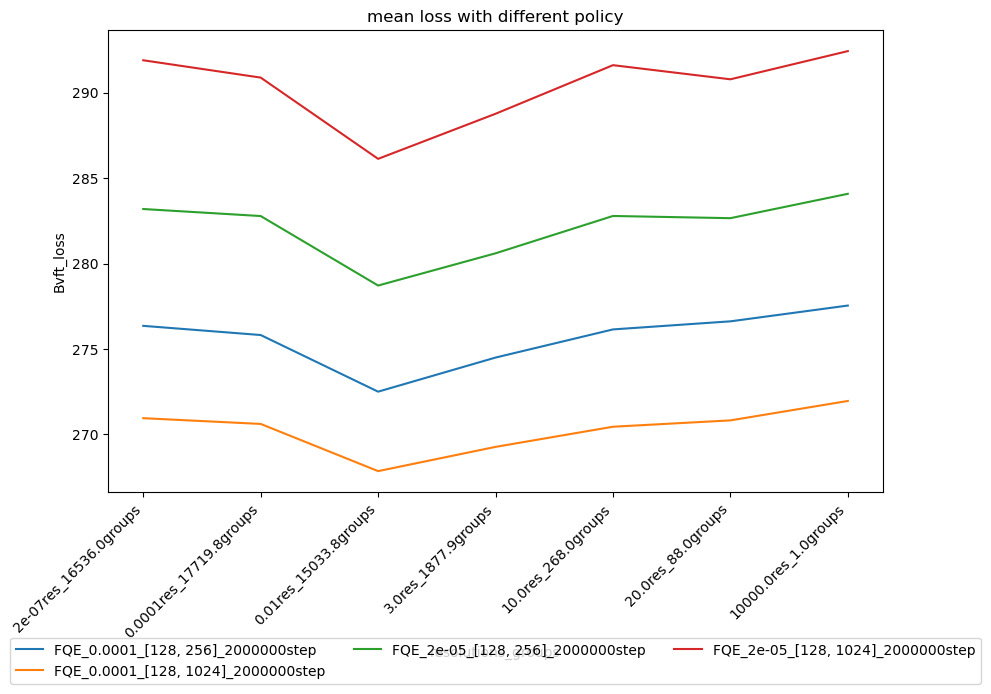 mean loss with different policy
Bvft_loss
290
285
280
275
270
2e-07res_16536.0groups
0.0001res_17719.8groups
0.01res_15033.8groups
3.0res_1877.9groups
10.0res_268.0groups
20.0res_88.0groups
10000.0res_1.0groups
FQE_0.0001_[128, 256]_2000000step
FQE_0.0001_[128, 1024]_2000000step
FQE_2e-05_[128, 256]_2000000step
FQE_2e-05_[128, 1024]_2000000step